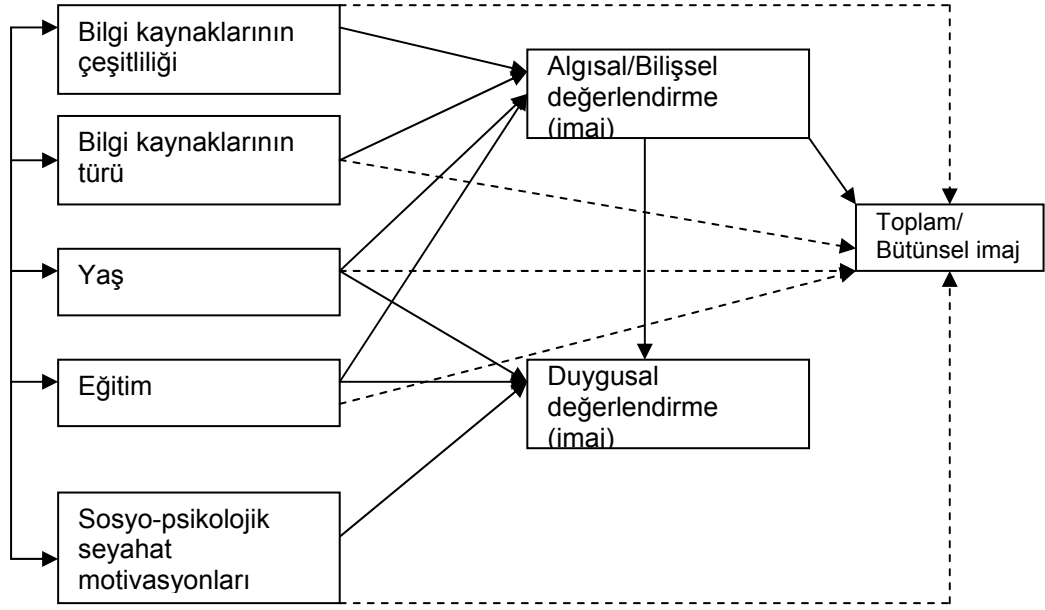 Bilgi kaynaklarının
çeşitliliği
Bilgi kaynaklarının
türü
Yaş
Eğitim
Sosyo-psikolojik
seyahat
motivasyonları
Algısal/Bilişsel
değerlendirme
(imaj)
Duygusal
değerlendirme
(imaj)
Toplam/
Bütünsel imaj